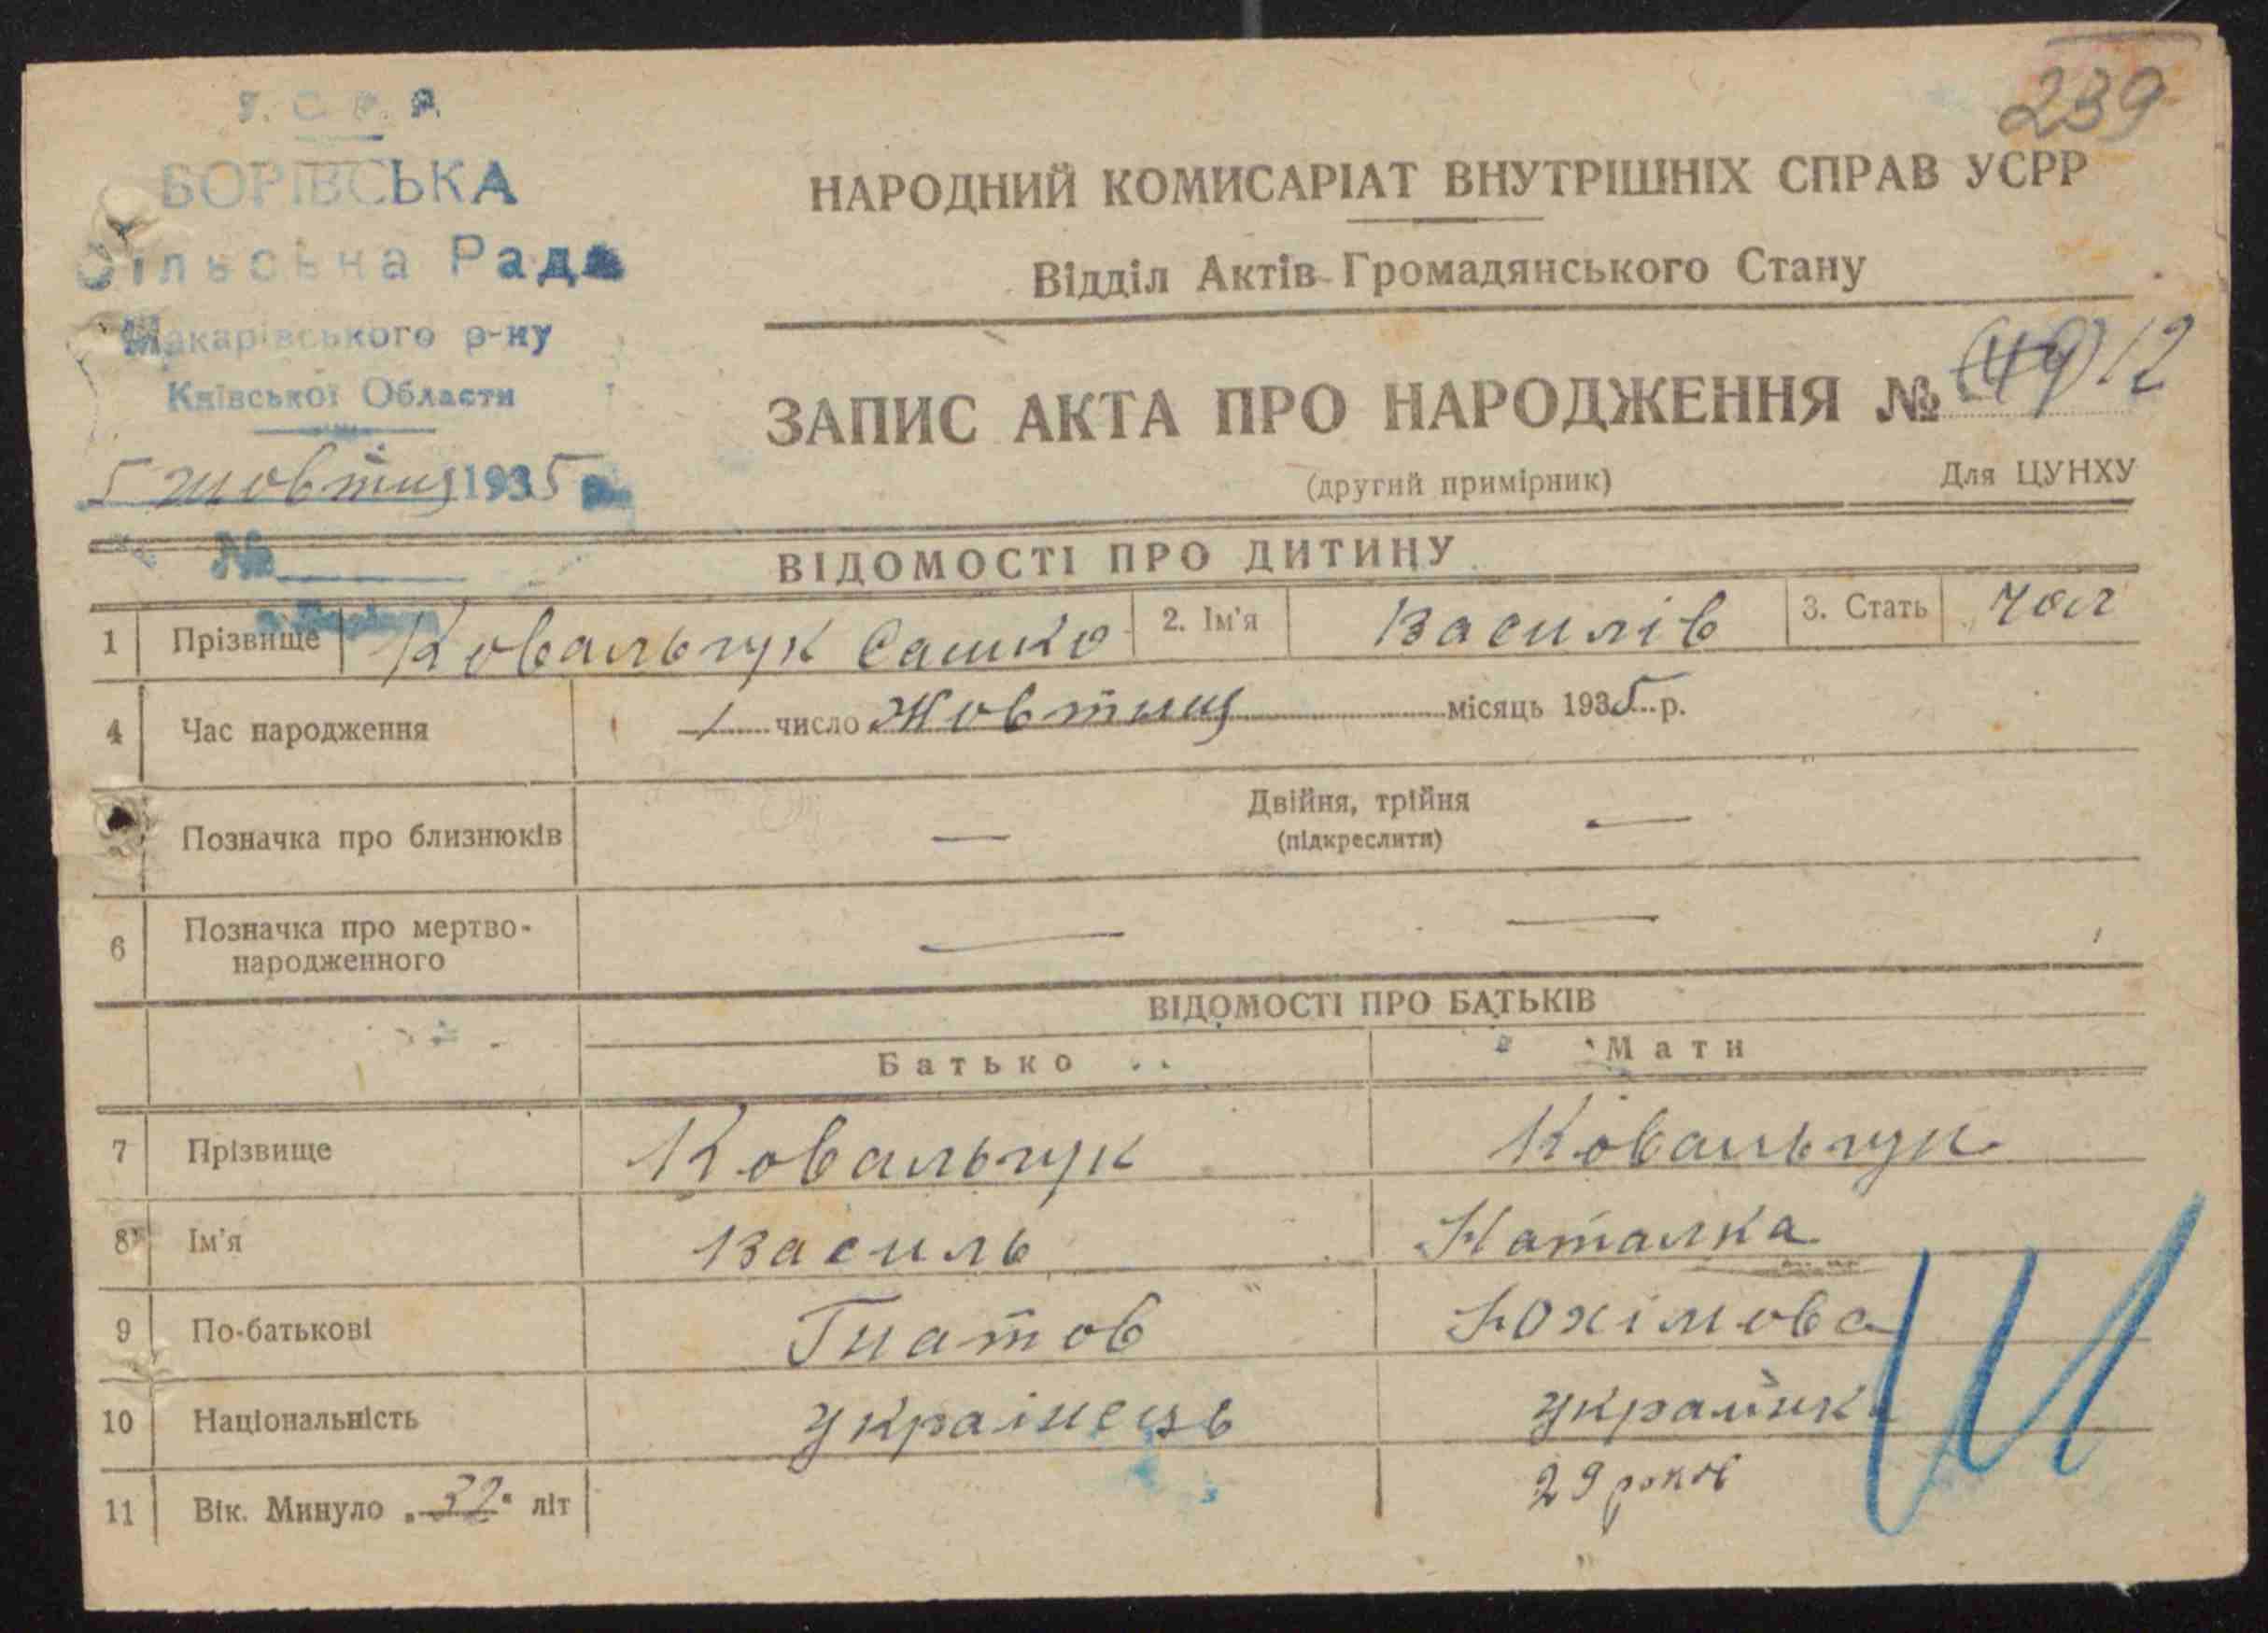 239
У.С.Р.Р.
БОРІВСЬКА
Сільська Рада
Макарівського р-ну
Київської Области
5 жовтня 1935 р.
№
НАРОДНИЙ КОМИСАРІАТ ВНУТРІШНІХ СПРАВ УСРР
Відділ Актів Громадянського Стану
ЗАПИС АКТА ПРО НАРОДЖЕННЯ № (49) 12
(другий примірник) Для ЦУНХУ
ВІДОМОСТІ ПРО ДИТИНУ
1 Прізвище Ковальчук Сашко 2. Ім'я Василів 3. Стать чол
4 Час народження 1 число Жовтня місяць 1935 р.
Позначка про близнюків — Двійня, трійня —
(підкреслити)
6 Позначка про мертво-
народженного — —
ВІДОМОСТІ ПРО БАТЬКІВ
Батько Мати
7 Прізвище Ковальчук Ковальчук
8 Ім'я Василь Наталка
9 По-батькові Гнатов Юхімова
10 Національність українець українка
11 Вік. Минуло „32" літ 29 років